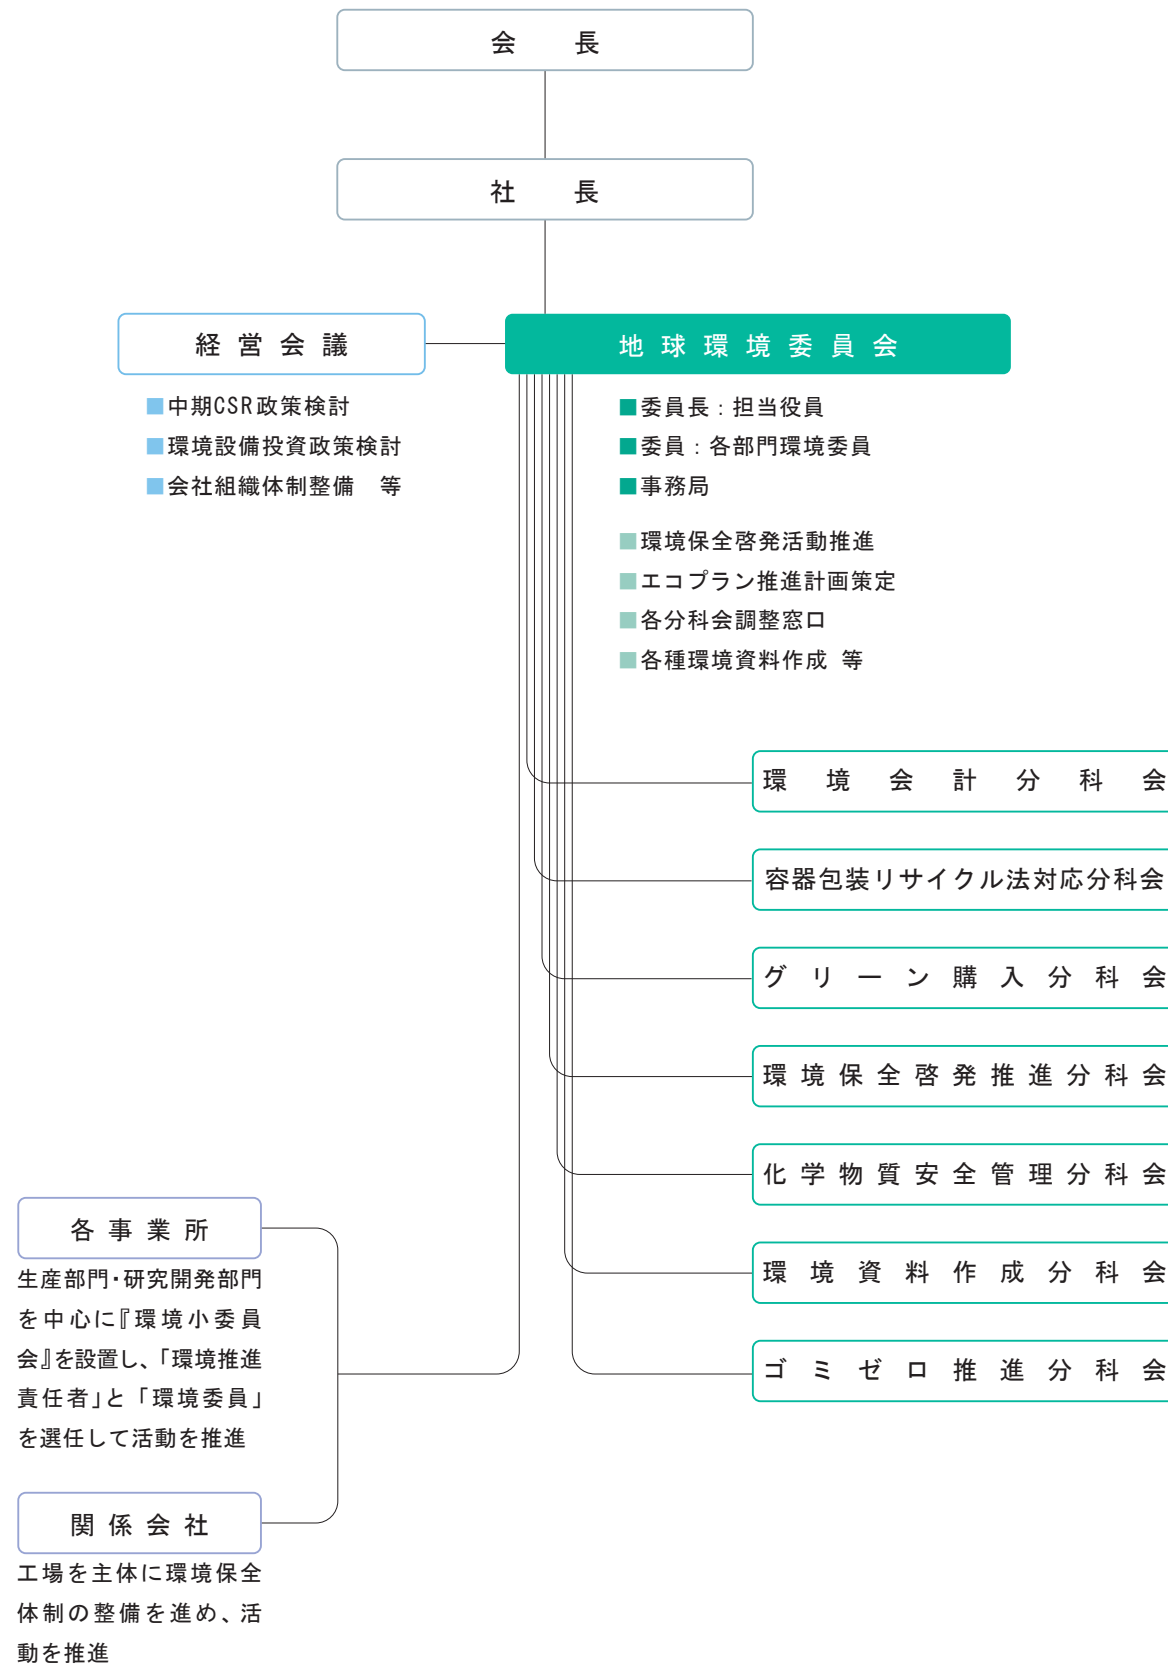 会長
社長
経営会議
中期CSR政策検討
環境設備投資政策検討
会社組織体制整備 等
地球環境委員会
委員長：担当役員
委員：各部門環境委員
事務局
環境保全啓発活動推進
エコプラン推進計画策定
各分科会調整窓口
各種環境資料作成 等
環境会計分科会
容器包装リサイクル法対応分科会
グリーン購入分科会
環境保全啓発推進分科会
化学物質安全管理分科会
環境資料作成分科会
ゴミゼロ推進分科会
各事業所
生産部門・研究開発部門
を中心に『環境小委員
会』を設置し、「環境推進
責任者」と「環境委員」
を選任して活動を推進
関係会社
工場を主体に環境保全
体制の整備を進め、活
動を推進